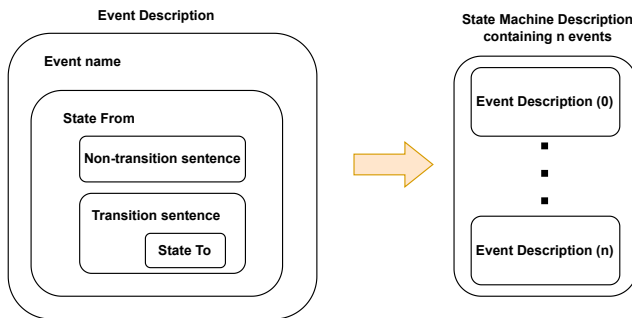 Event Description
Event name
State From
Non-transition sentence
Transition sentence
State To
State Machine Description
containing n events
Event Description (0)
Event Description (n)